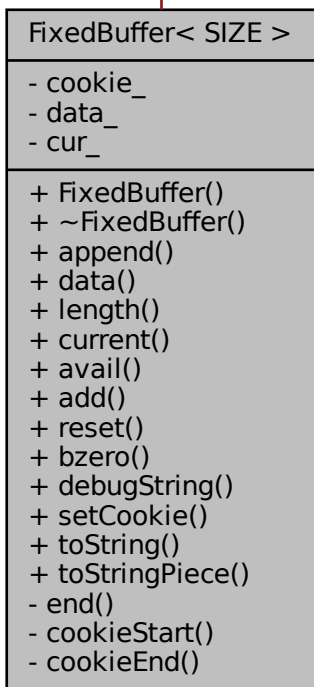 FixedBuffer< SIZE >
- cookie_
- data_
- cur_
+ FixedBuffer()
+ ~FixedBuffer()
+ append()
+ data()
+ length()
+ current()
+ avail()
+ add()
+ reset()
+ bzero()
+ debugString()
+ setCookie()
+ toString()
+ toStringPiece()
- end()
- cookieStart()
- cookieEnd()